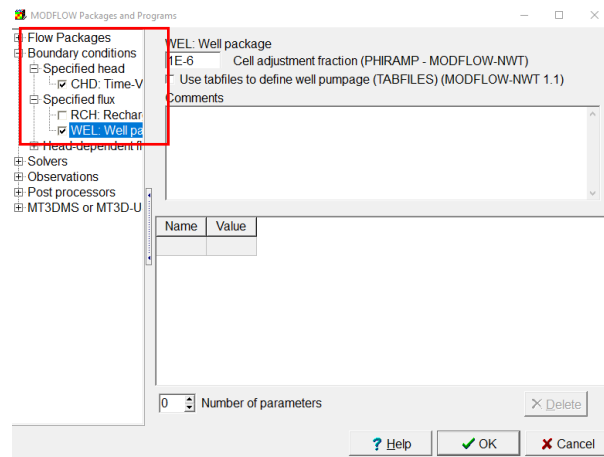 MODFLOW Packages and Programs
Flow Packages
Boundary conditions
Specified head
CHD: Time-V
Specified flux
RCH: Rechar
WEL: Well pa
Head-dependent fl
Solvers
Observations
Post processors
MT3DMS or MT3D-U
WEL: Well package
1E-6 Cell adjustment fraction (PHIRAMP - MODFLOW-NWT)
Use tabfiles to define well pumpage (TABFILES) (MODFLOW-NWT 1.1)
Comments
Name Value
0 Number of parameters
Delete
? Help
OK
Cancel